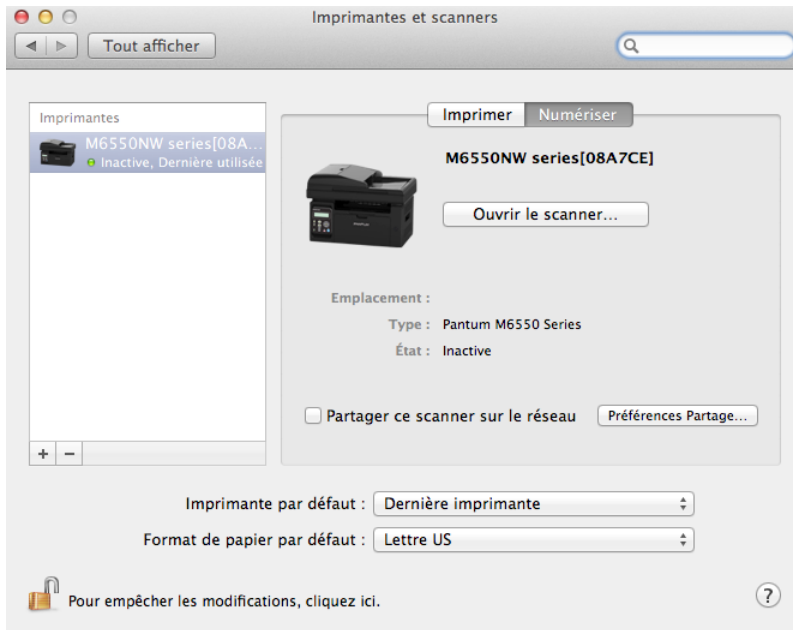 Imprimantes et scanners
Tout afficher
Imprimantes
M6550NW series[08A...
Inactive, Dernière utilisée
+ −
Imprimer Numériser
M6550NW series[08A7CE]
Ouvrir le scanner...
Emplacement :
Type : Pantum M6550 Series
État : Inactive
Partager ce scanner sur le réseau Préférences Partage...
Imprimante par défaut : Dernière imprimante
Format de papier par défaut : Lettre US
Pour empêcher les modifications, cliquez ici.
?